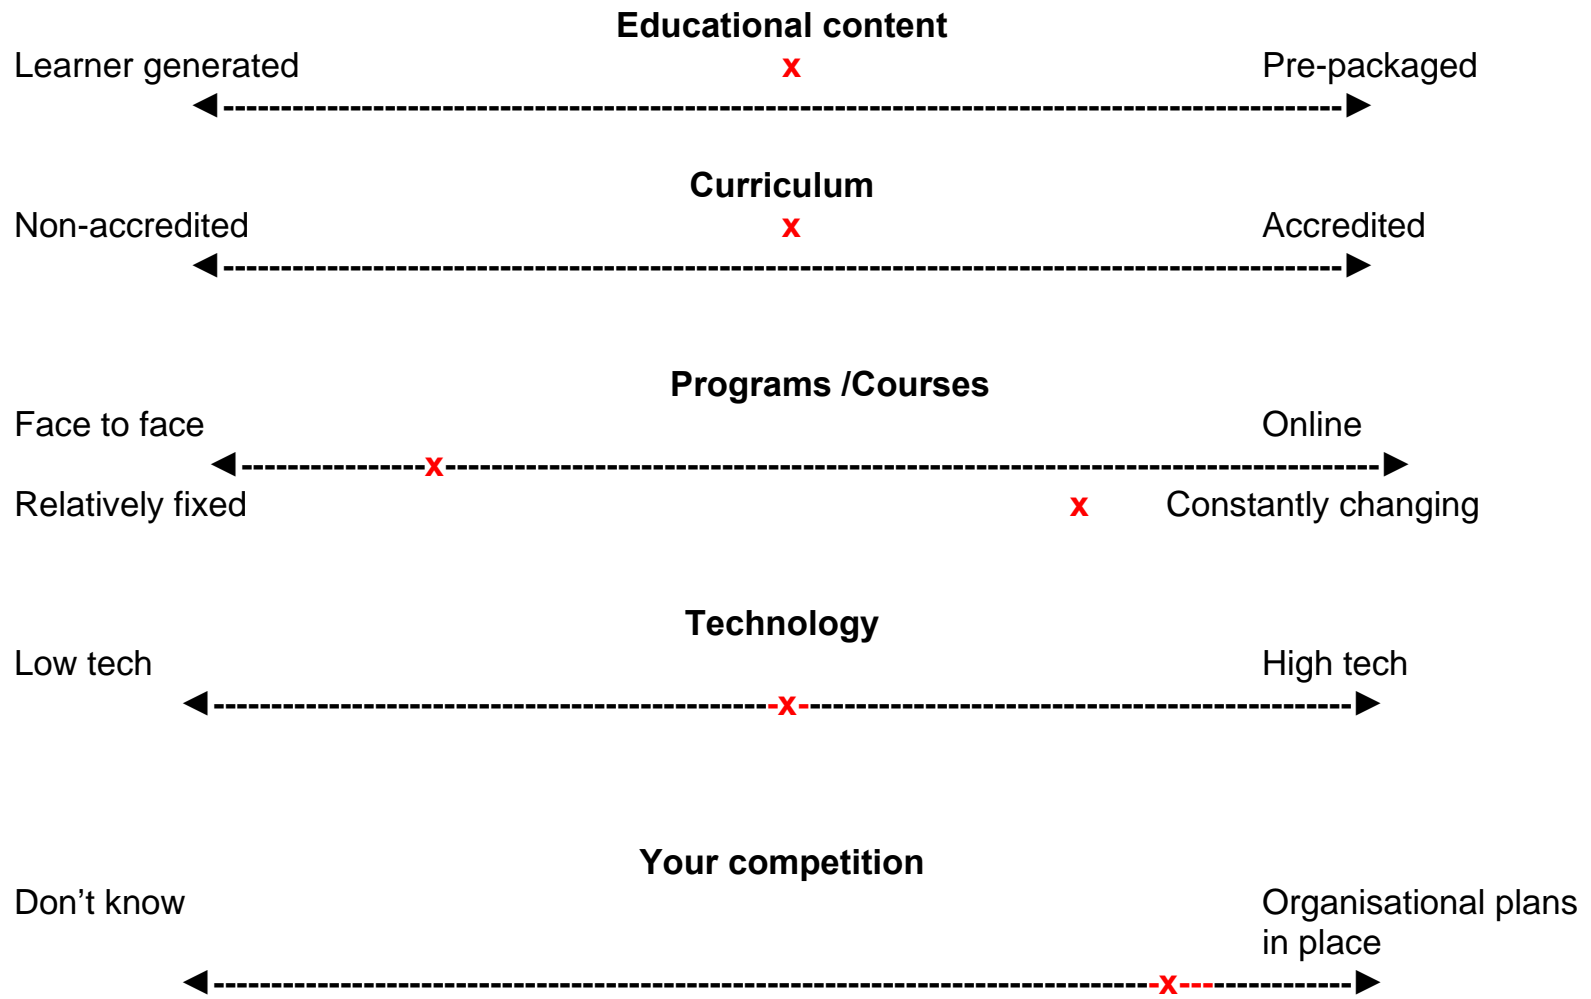 Educational content
Learner generated x Pre-packaged
◄--------------------------------------------------------------------------------►
Curriculum
Non-accredited x Accredited
◄--------------------------------------------------------------------------------►
Programs /Courses
Face to face Online
◄---------------x--------------------------------------------------------------------►
Relatively fixed x Constantly changing
Technology
Low tech High tech
◄-----------------------------------------x-----------------------------------------►
Your competition
Don’t know Organisational plans
in place
◄---------------------------------------------------------------------x-------------►